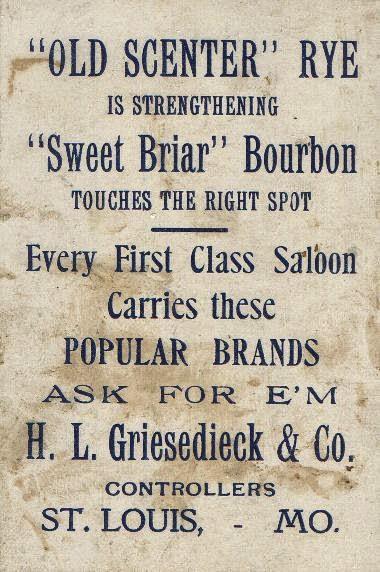 "OLD SCENTER" RYE
IS STRENGTHENING
"Sweet Briar" Bourbon
TOUCHES THE RIGHT SPOT
Every First Class Saloon
Carries these
POPULAR BRANDS
ASK FOR E'M
H. L. Griesedieck & Co.
CONTROLLERS
ST. LOUIS, - MO.